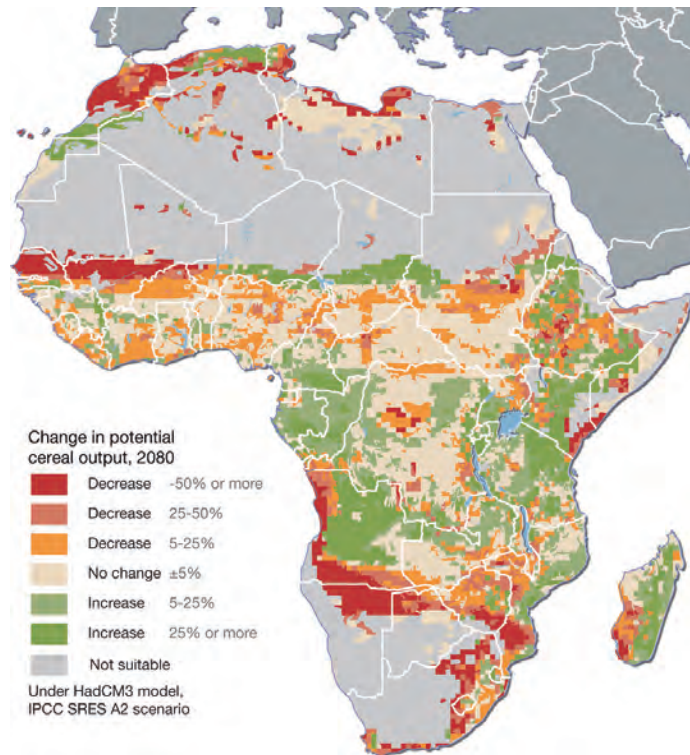 Change in potential
cereal output, 2080
Decrease -50% or more
Decrease 25-50%
Decrease 5-25%
No change ±5%
Increase 5-25%
Increase 25% or more
Not suitable
Under HadCM3 model,
IPCC SRES A2 scenario